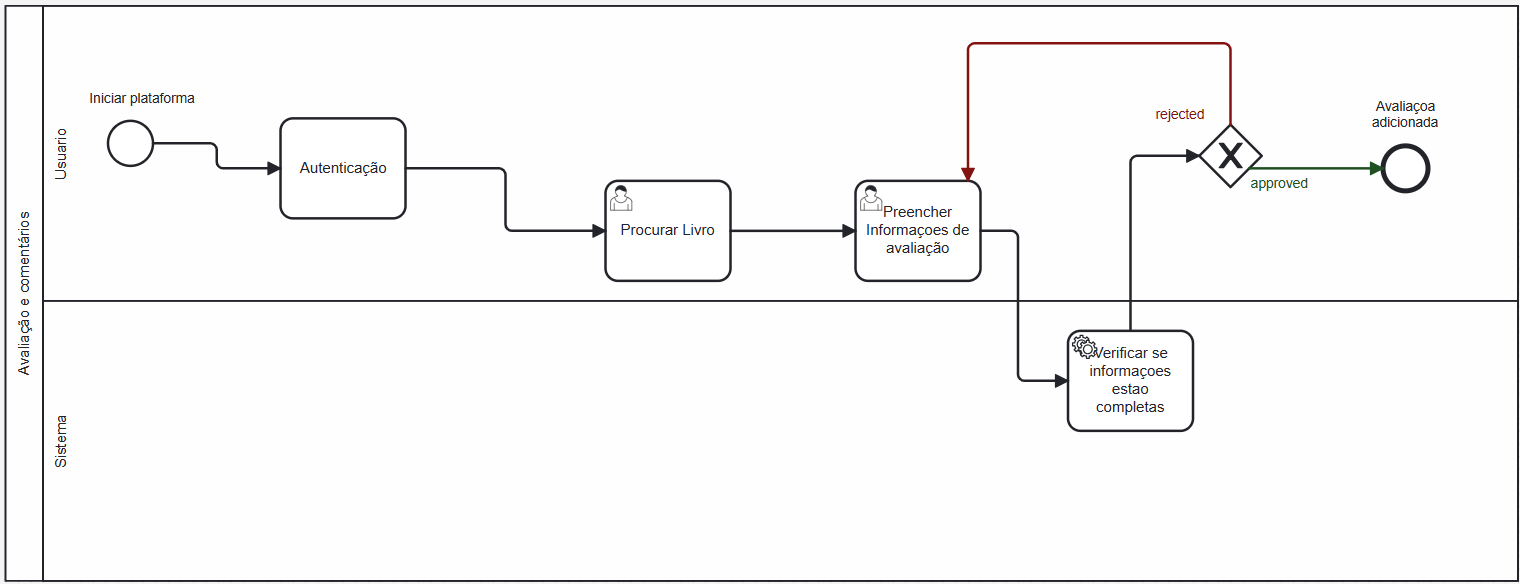 Avaliação e comentários
Usuario
Iniciar plataforma
Autenticação
Procurar Livro
Preencher
Informaçoes de
avaliação
rejected
approved
Avaliaçoa
adicionada
Sistema
Verificar se
informaçoes
estao
completas